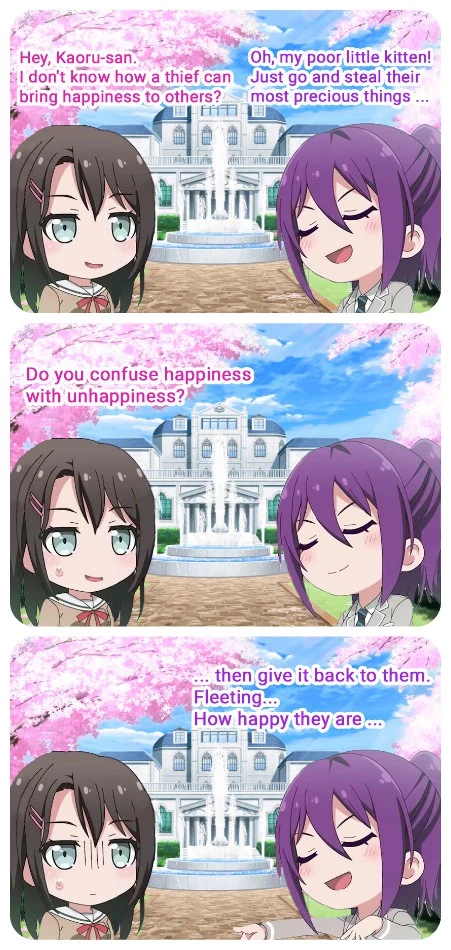 Hey, Kaoru-san.
I don't know how a thief can
bring happiness to others?
Oh, my poor little kitten!
Just go and steal their
most precious things ...
Do you confuse happiness
with unhappiness?
... then give it back to them.
Fleeting...
How happy they are ...